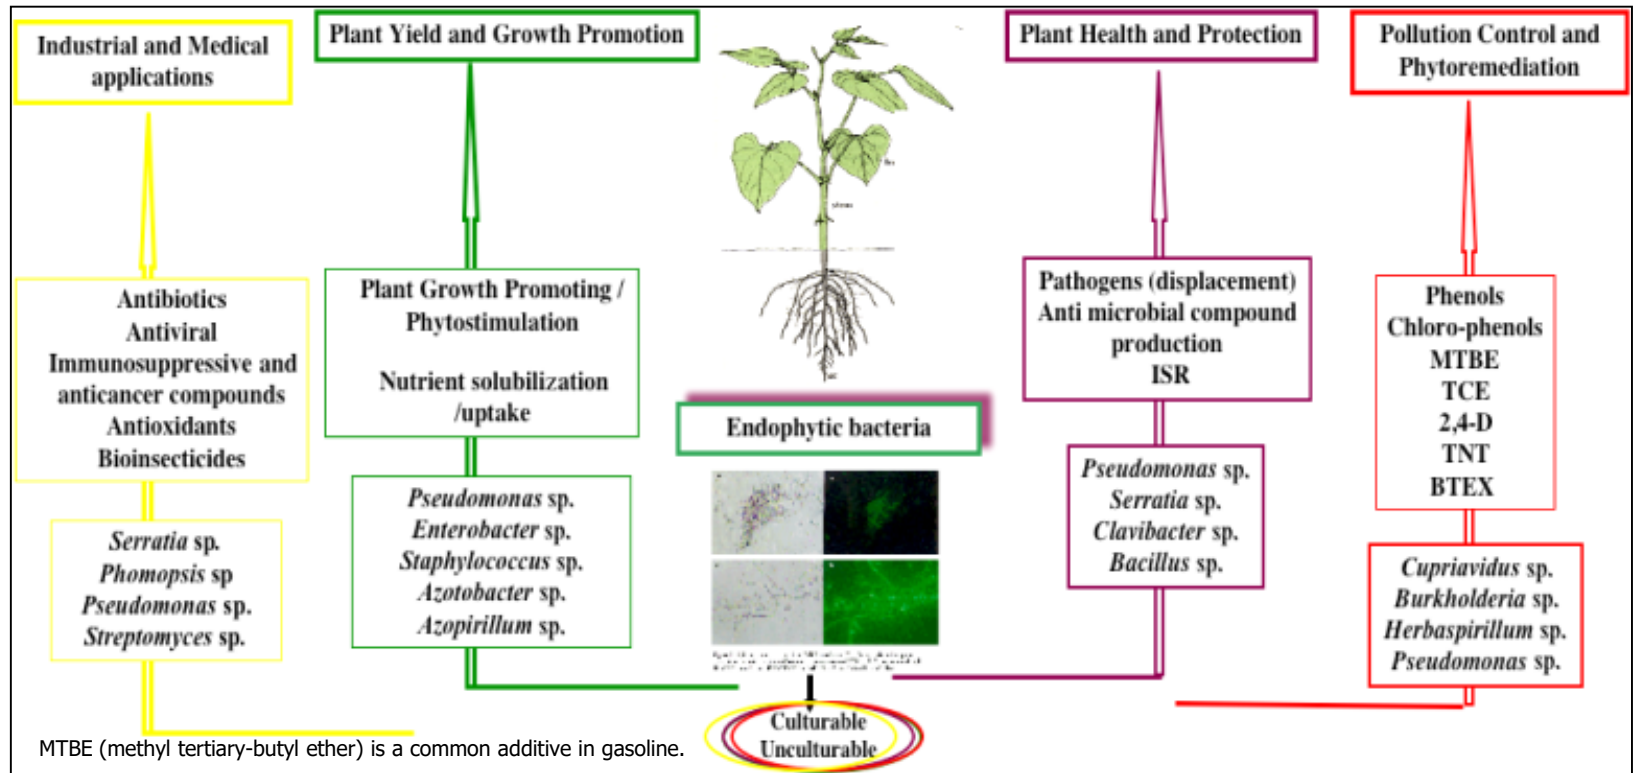 Industrial and Medical
applications
Antibiotics
Antiviral
Immunosuppressive and
anticancer compounds
Antioxidants
Bioinsecticides
Serratia sp.
Phomopsis sp
Pseudomonas sp.
Streptomyces sp.
Plant Yield and Growth Promotion
Plant Growth Promoting /
Phytostimulation
Nutrient solubilization
/uptake
Pseudomonas sp.
Enterobacter sp.
Staphylococcus sp.
Azotobacter sp.
Azopirillum sp.
Endophytic bacteria
Culturable
Unculturable
Plant Health and Protection
Pathogens (displacement)
Anti microbial compound
production
ISR
Pseudomonas sp.
Serratia sp.
Clavibacter sp.
Bacillus sp.
Pollution Control and
Phytoremediation
Phenols
Chloro-phenols
MTBE
TCE
2,4-D
TNT
BTEX
Cupriavidus sp.
Burkholderia sp.
Herbaspirillum sp.
Pseudomonas sp.
MTBE (methyl tertiary-butyl ether) is a common additive in gasoline.